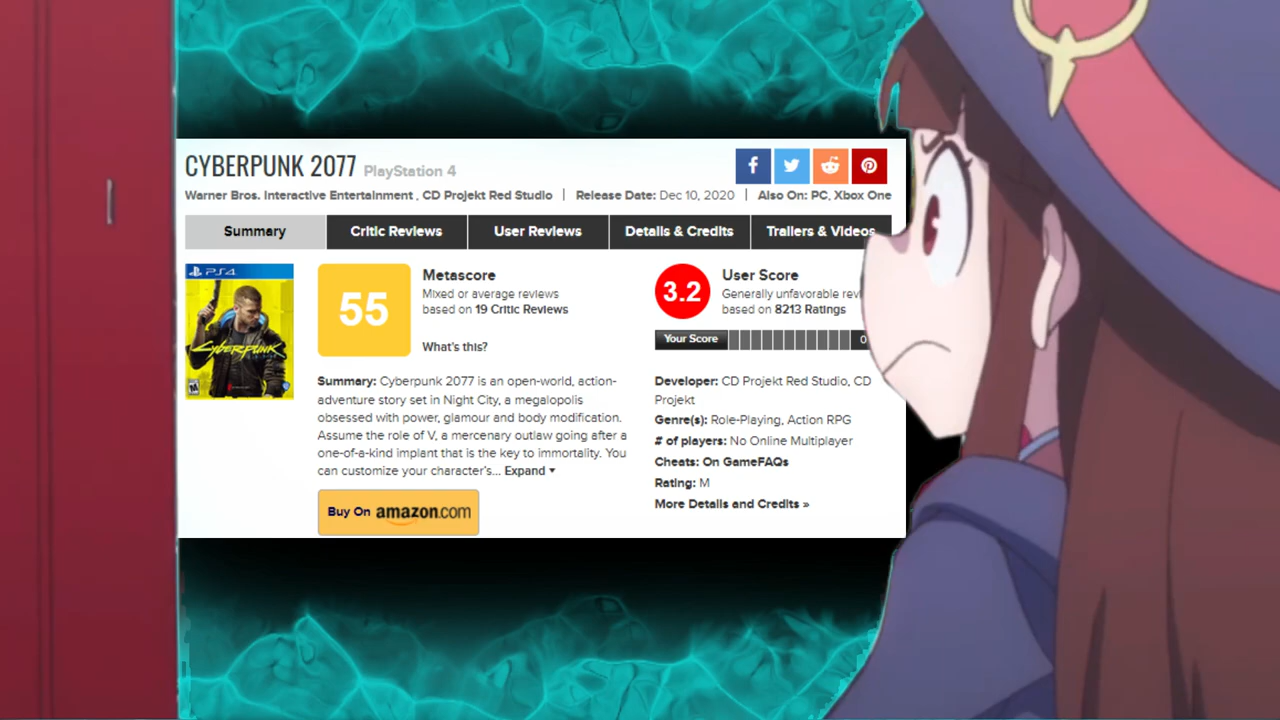 CYBERPUNK 2077 PlayStation 4
Warner Bros. Interactive Entertainment , CD Projekt Red Studio | Release Date: Dec 10, 2020 | Also On: PC, Xbox One
Summary Critic Reviews User Reviews Details & Credits Trailers & Videos
PS4
Cyberpunk
M
55
Metascore
Mixed or average reviews
based on 19 Critic Reviews
What's this?
3.2
User Score
Generally unfavorable rev
based on 8213 Ratings
Your Score 0
Summary: Cyberpunk 2077 is an open-world, action-
adventure story set in Night City, a megalopolis
obsessed with power, glamour and body modification.
Assume the role of V, a mercenary outlaw going after a
one-of-a-kind implant that is the key to immortality. You
can customize your character's... Expand
Buy On amazon.com
Developer: CD Projekt Red Studio, CD
Projekt
Genre(s): Role-Playing, Action RPG
# of players: No Online Multiplayer
Cheats: On GameFAQs
Rating: M
More Details and Credits »